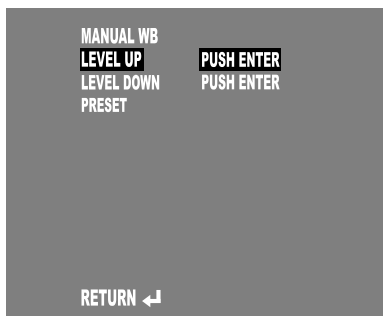 MANUAL WB
LEVEL UP PUSH ENTER
LEVEL DOWN PUSH ENTER
PRESET
RETURN ↵